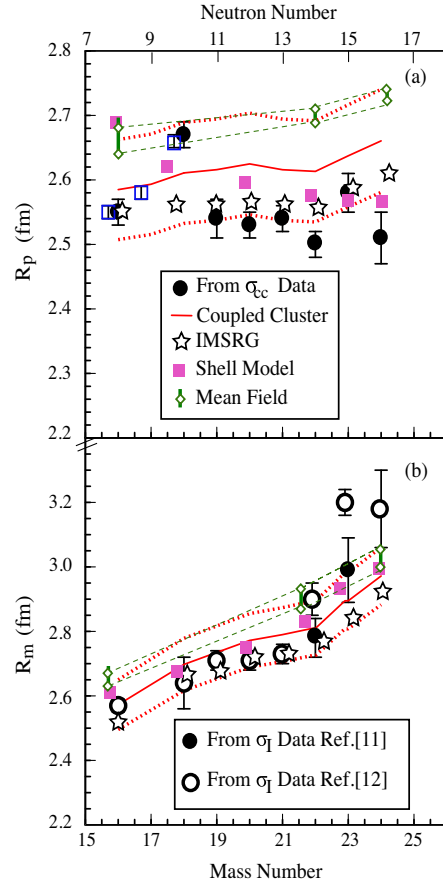 Neutron Number
7 9 11 13 15 17
2.8
(a)
2.7
2.6
R_p (fm)
2.5
2.4
2.3
2.2
From σ_cc Data
Coupled Cluster
IMSRG
Shell Model
Mean Field
(b)
3.2
3.0
R_m (fm)
2.8
2.6
2.4
2.2
From σ_I Data Ref.[11]
From σ_I Data Ref.[12]
15 17 19 21 23 25
Mass Number